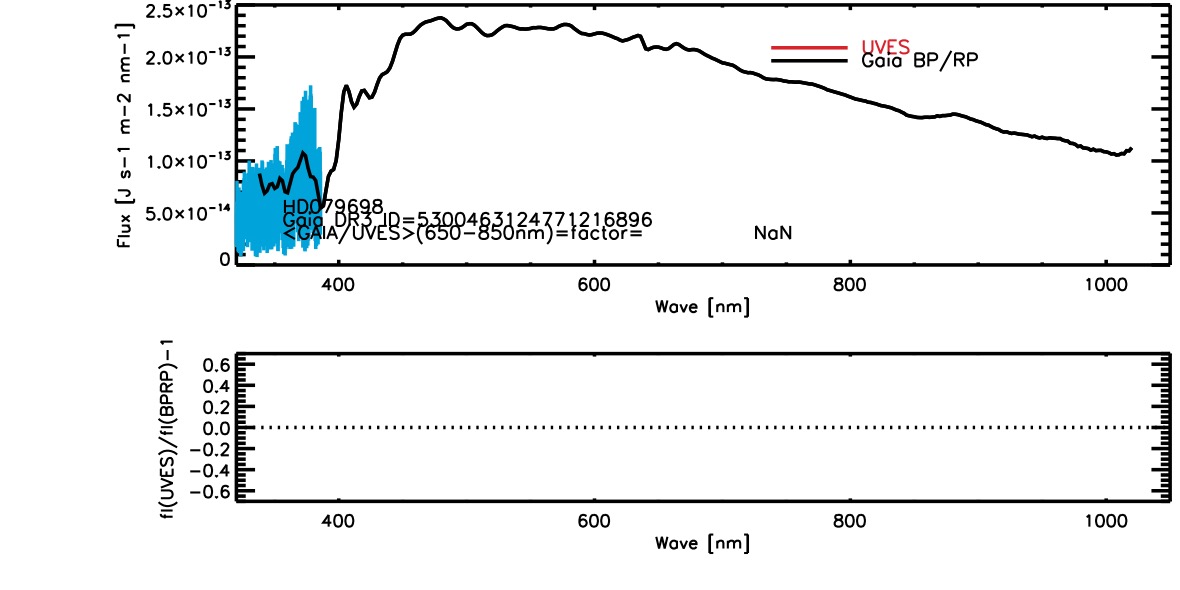 2.5×10⁻¹³
2.0×10⁻¹³
1.5×10⁻¹³
1.0×10⁻¹³
5.0×10⁻¹⁴
0
Flux [J s−1 m−2 nm−1]
UVES
Gaia BP/RP
HD079698
Gaia DR3 ID=5300463124771216896
<GAIA/UVES>(650−850nm)=factor= NaN
400 600 800 1000
Wave [nm]
0.6
0.4
0.2
0.0
−0.2
−0.4
−0.6
fl(UVES)/fl(BPRP)−1
400 600 800 1000
Wave [nm]